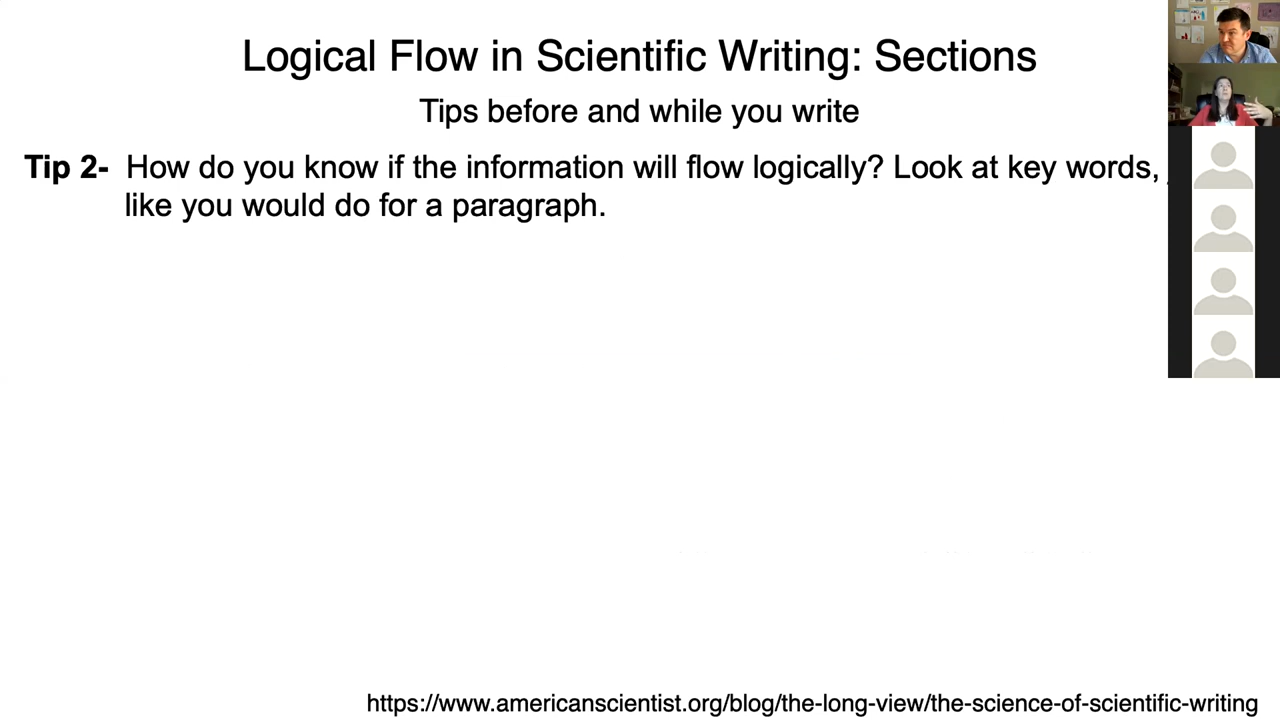 Logical Flow in Scientific Writing: Sections
Tips before and while you write
Tip 2- How do you know if the information will flow logically? Look at key words,
like you would do for a paragraph.
https://www.americanscientist.org/blog/the-long-view/the-science-of-scientific-writing